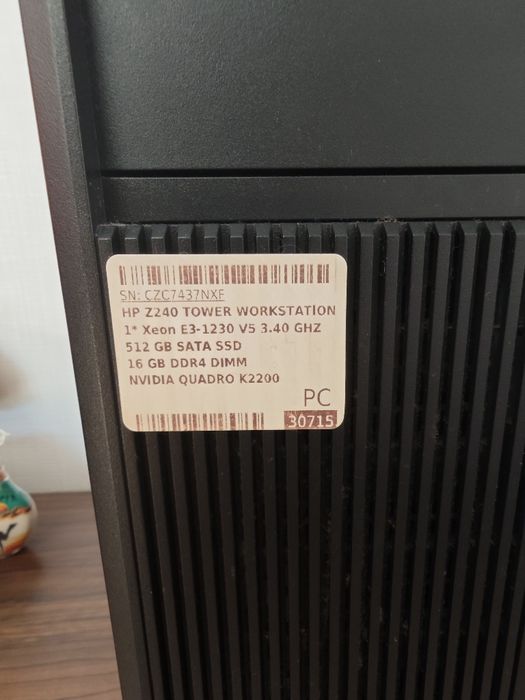 SN: CZC7437NXF
HP Z240 TOWER WORKSTATION
1* Xeon E3-1230 V5 3.40 GHZ
512 GB SATA SSD
16 GB DDR4 DIMM
NVIDIA QUADRO K2200
PC
30715